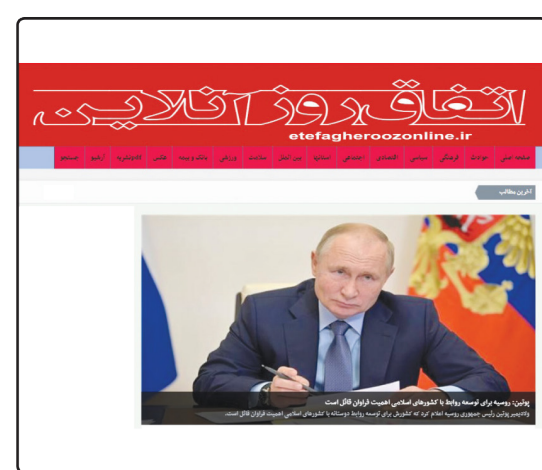 اتفاق روز آنلاین
etefagheroozonline.ir
صفحه اصلی حوادث فرهنگی سیاسی اقتصادی اجتماعی استانها بین الملل سلامت ورزشی بانک و بیمه عکس آرشیو جستجو
آخرین مطالب
پوتین: روسیه برای توسعه روابط با کشورهای اسلامی اهمیت فراوان قائل است
ولادیمیر پوتین رئیس جمهوری روسیه اعلام کرد که کشورش برای توسعه روابط دوستانه با کشورهای اسلامی اهمیت فراوان قائل است.